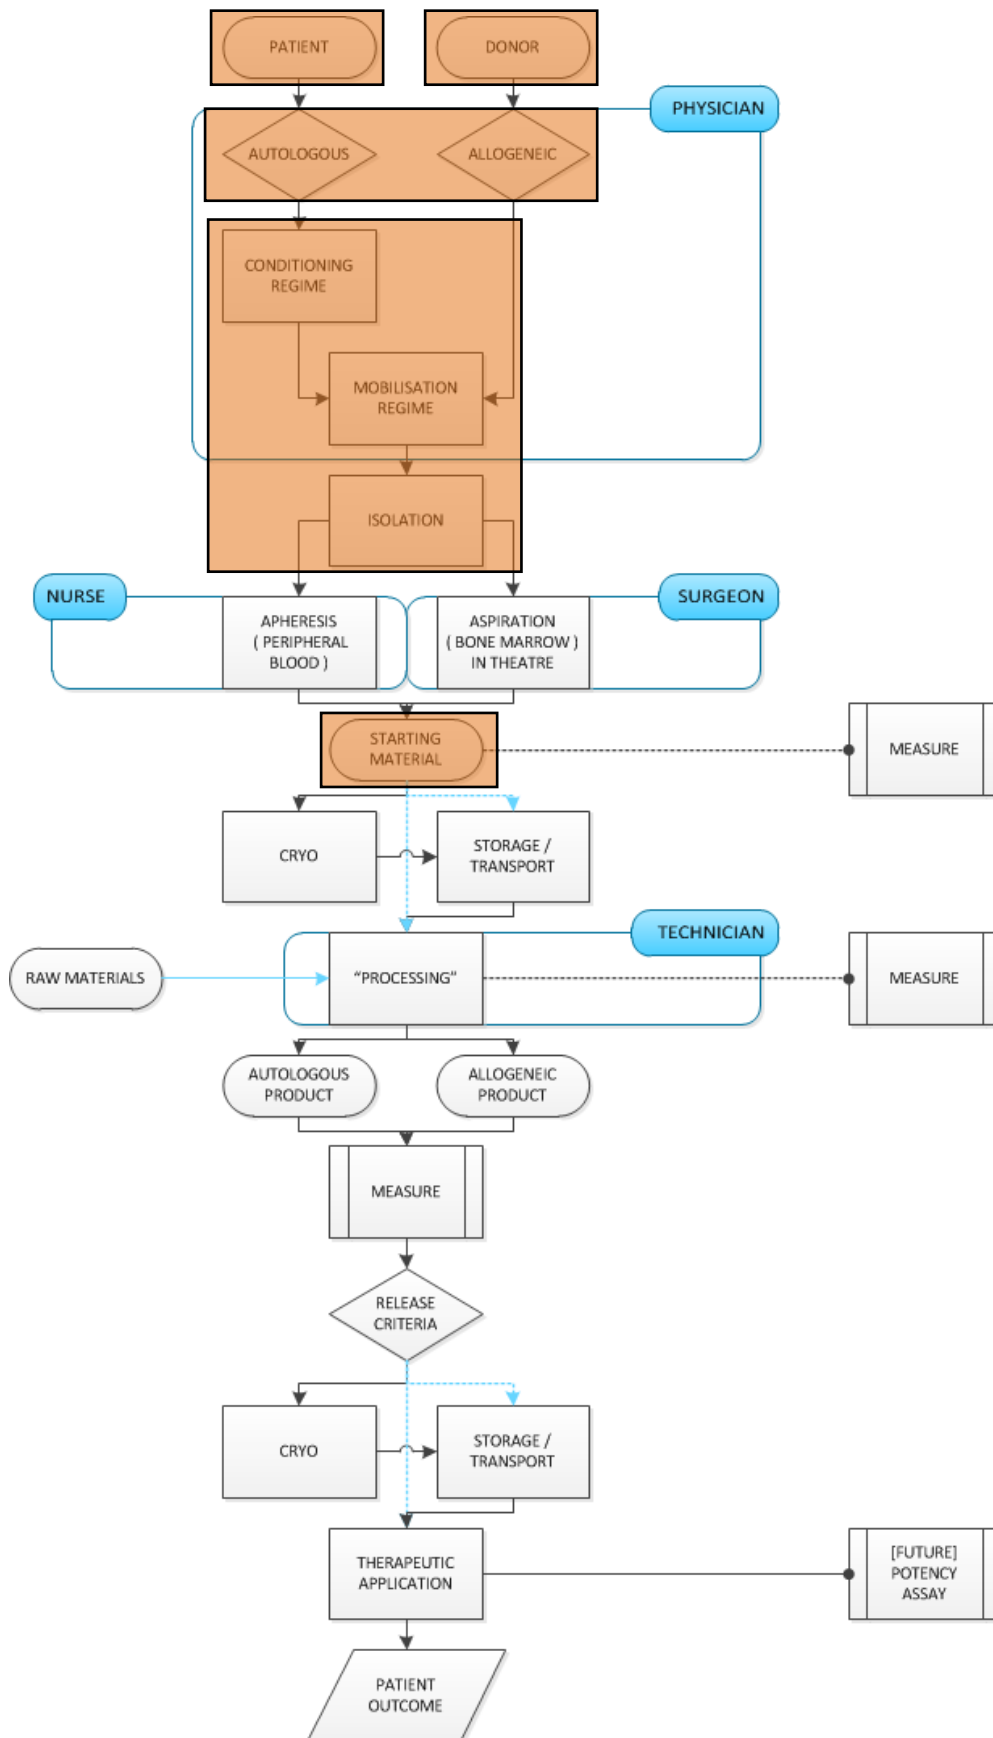 PATIENT
DONOR
PHYSICIAN
AUTOLOGOUS
ALLOGENEIC
CONDITIONING
REGIME
MOBILISATION
REGIME
ISOLATION
NURSE
SURGEON
APHERESIS
( PERIPHERAL
BLOOD )
ASPIRATION
( BONE MARROW )
IN THEATRE
STARTING
MATERIAL
MEASURE
CRYO
STORAGE /
TRANSPORT
TECHNICIAN
RAW MATERIALS
“PROCESSING”
MEASURE
AUTOLOGOUS
PRODUCT
ALLOGENEIC
PRODUCT
MEASURE
RELEASE
CRITERIA
CRYO
STORAGE /
TRANSPORT
THERAPEUTIC
APPLICATION
[FUTURE]
POTENCY
ASSAY
PATIENT
OUTCOME